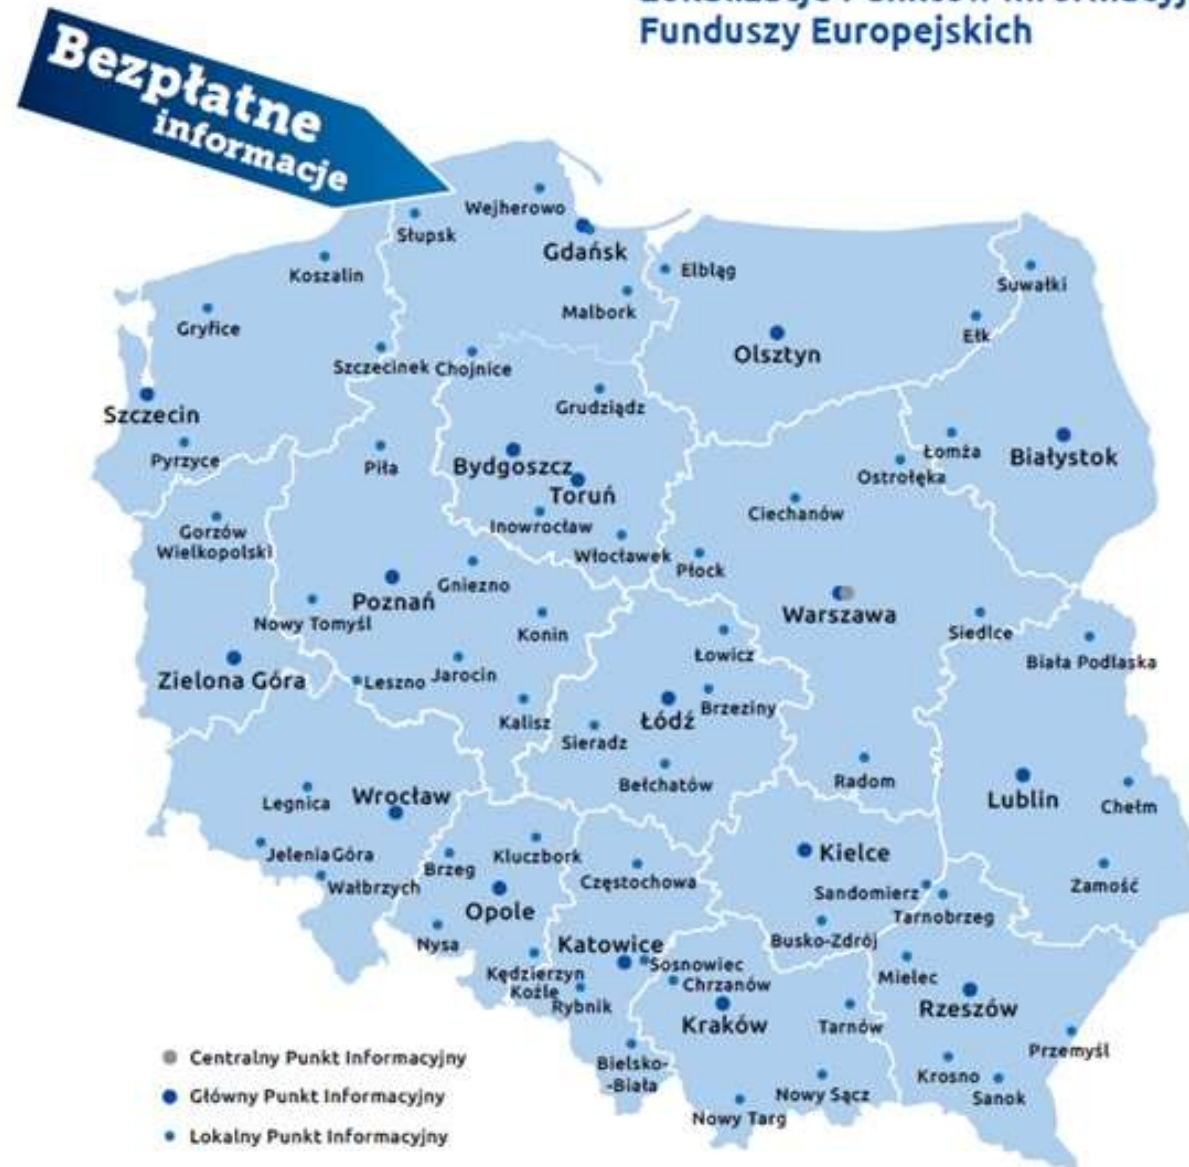 Funduszy Europejskich
Bezpłatne
informacje
Wejherowo
Słupsk
Gdańsk
Koszalin
Elbląg
Suwałki
Malbork
Gryfice
Ełk
Olsztyn
Szczecinek
Chojnice
Grudziądz
Szczecin
Pyrzyce
Piła
Bydgoszcz
Łomża
Białystok
Ostrołęka
Toruń
Ciechanów
Inowrocław
Gorzów
Wielkopolski
Włocławek
Płock
Gniezno
Poznań
Warszawa
Nowy Tomyśl
Konin
Siedlce
Łowicz
Biała Podlaska
Zielona Góra
Leszno
Jarocin
Brzeziny
Kalisz
Łódź
Sieradz
Bełchatów
Radom
Legnica
Wrocław
Lublin
Chełm
Jelenia Góra
Kluczbork
Kielce
Brzeg
Wałbrzych
Częstochowa
Sandomierz
Zamość
Opole
Tarnobrzeg
Nysa
Katowice
Busko-Zdrój
Sosnowiec
Kędzierzyn
Koźle
Chrzanów
Mielec
Rybnik
Rzeszów
Kraków
Tarnów
Przemyśl
Centralny Punkt Informacyjny
Bielsko-
-Biała
Krosno
Nowy Sącz
Sanok
Główny Punkt Informacyjny
Nowy Targ
Lokalny Punkt Informacyjny